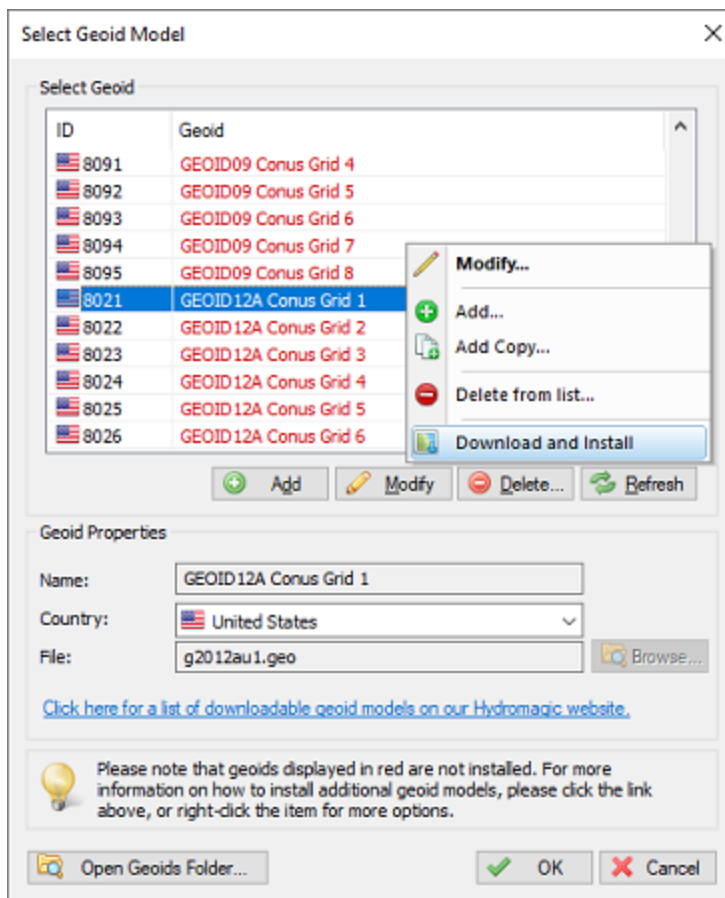 Select Geoid Model
Select Geoid
ID Geoid
8091 GEOID09 Conus Grid 4
8092 GEOID09 Conus Grid 5
8093 GEOID09 Conus Grid 6
8094 GEOID09 Conus Grid 7
8095 GEOID09 Conus Grid 8
8021 GEOID12A Conus Grid 1
8022 GEOID12A Conus Grid 2
8023 GEOID12A Conus Grid 3
8024 GEOID12A Conus Grid 4
8025 GEOID12A Conus Grid 5
8026 GEOID12A Conus Grid 6
Modify...
Add...
Add Copy...
Delete from list...
Download and Install
Add Modify Delete... Refresh
Geoid Properties
Name: GEOID12A Conus Grid 1
Country: United States
File: g2012au1.geo Browse...
Click here for a list of downloadable geoid models on our Hydromagic website.
Please note that geoids displayed in red are not installed. For more
information on how to install additional geoid models, please click the link
above, or right-click the item for more options.
Open Geoids Folder... OK Cancel